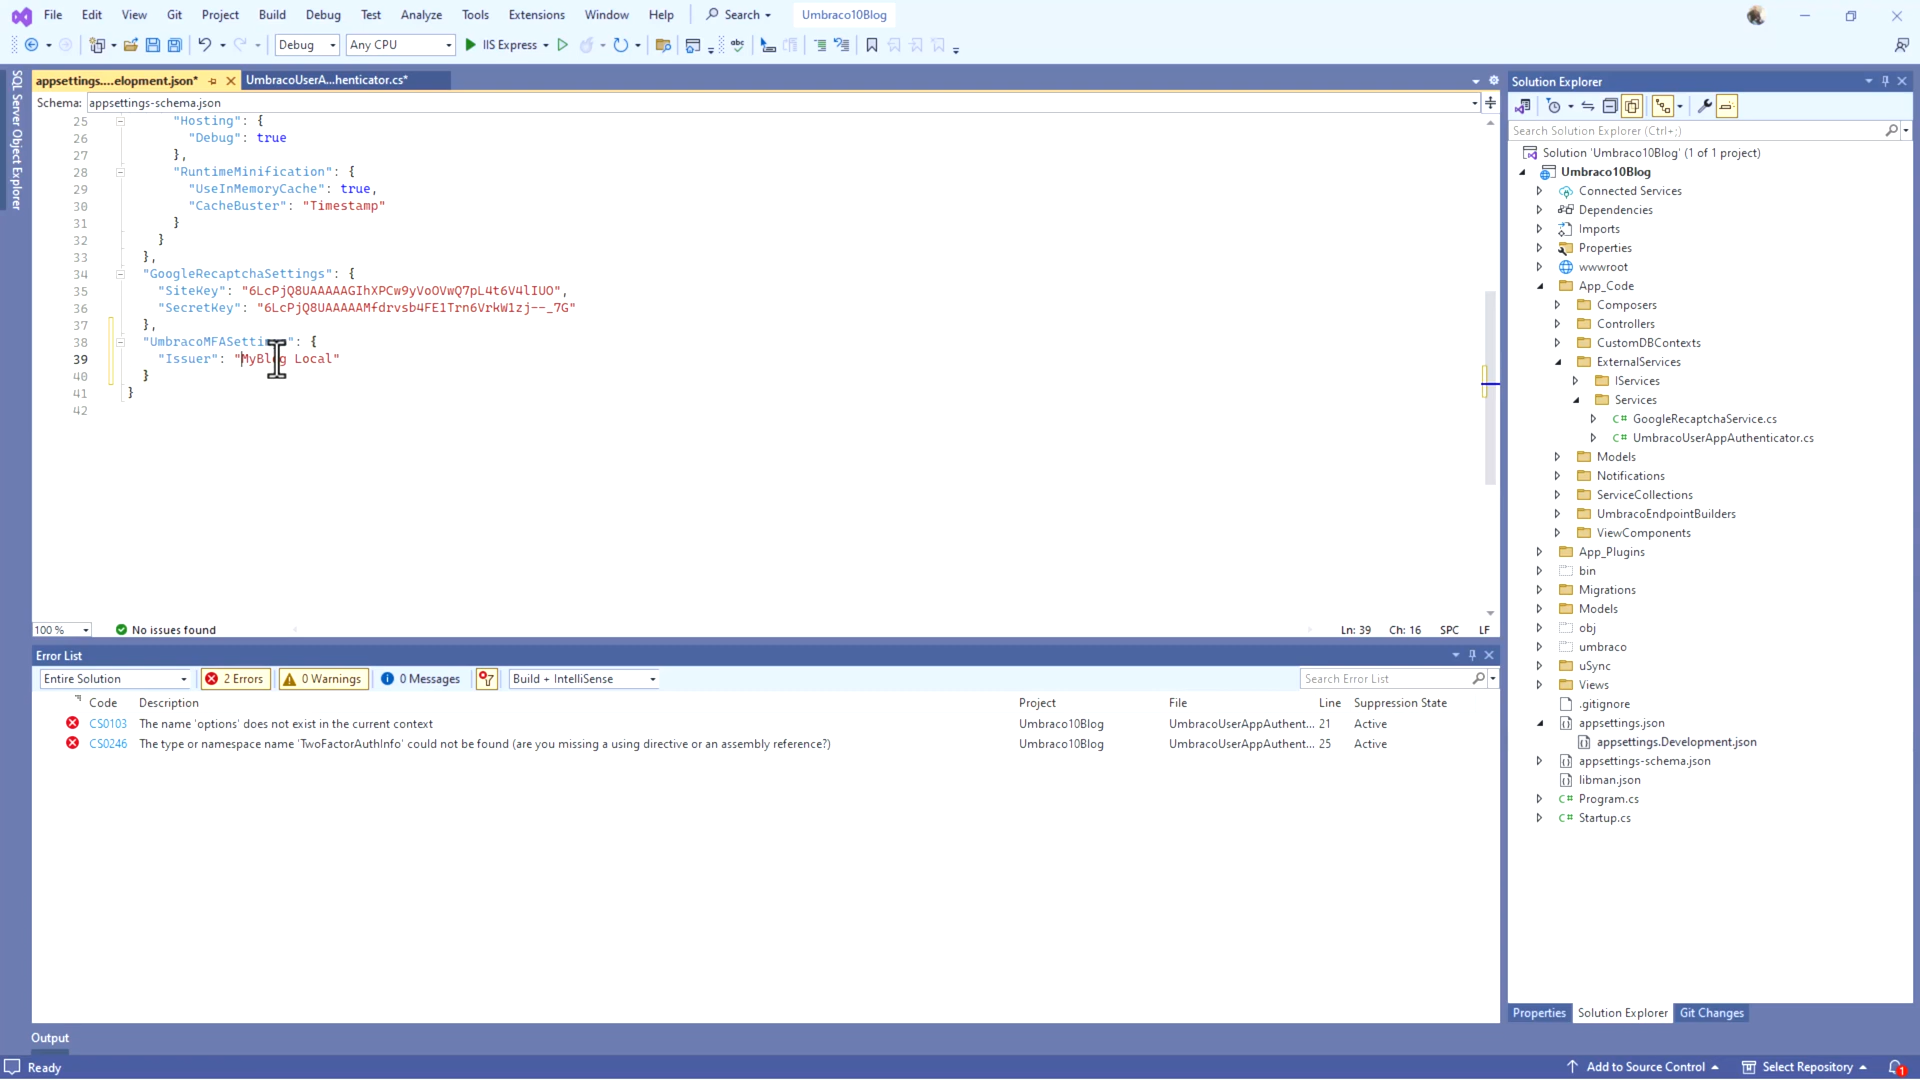 File Edit View Git Project Build Debug Test Analyze Tools Extensions Window Help Search Umbraco10Blog
Debug Any CPU IIS Express
SQL Server Object Explorer
appsettings....elopment.json* UmbracoUserA...henticator.cs*
Schema: appsettings-schema.json
25 "Hosting": {
26 "Debug": true
27 },
28 "RuntimeMinification": {
29 "UseInMemoryCache": true,
30 "CacheBuster": "Timestamp"
31 }
32 }
33 },
34 "GoogleRecaptchaSettings": {
35 "SiteKey": "6LcPjQ8UAAAAAGIhXPCw9yVoOVwQ7pL4t6V4lIUO",
36 "SecretKey": "6LcPjQ8UAAAAAMfdrvsb4FE1Trn6VrkW1zj--_7G"
37 },
38 "UmbracoMFASettings": {
39 "Issuer": "MyBlog Local"
40 }
41 }
42
100 % No issues found Ln: 39 Ch: 16 SPC LF
Error List
Entire Solution 2 Errors 0 Warnings 0 Messages Build + IntelliSense Search Error List
Code Description Project File Line Suppression State
CS0103 The name 'options' does not exist in the current context Umbraco10Blog UmbracoUserAppAuthent... 21 Active
CS0246 The type or namespace name 'TwoFactorAuthInfo' could not be found (are you missing a using directive or an assembly reference?) Umbraco10Blog UmbracoUserAppAuthent... 25 Active
Output
Solution Explorer
Search Solution Explorer (Ctrl+;)
Solution 'Umbraco10Blog' (1 of 1 project)
Umbraco10Blog
Connected Services
Dependencies
Imports
Properties
wwwroot
App_Code
Composers
Controllers
CustomDBContexts
ExternalServices
IServices
Services
C# GoogleRecaptchaService.cs
C# UmbracoUserAppAuthenticator.cs
Models
Notifications
ServiceCollections
UmbracoEndpointBuilders
ViewComponents
App_Plugins
bin
Migrations
Models
obj
umbraco
uSync
Views
.gitignore
appsettings.json
appsettings.Development.json
appsettings-schema.json
libman.json
C# Program.cs
C# Startup.cs
Properties Solution Explorer Git Changes
Ready Add to Source Control Select Repository 1